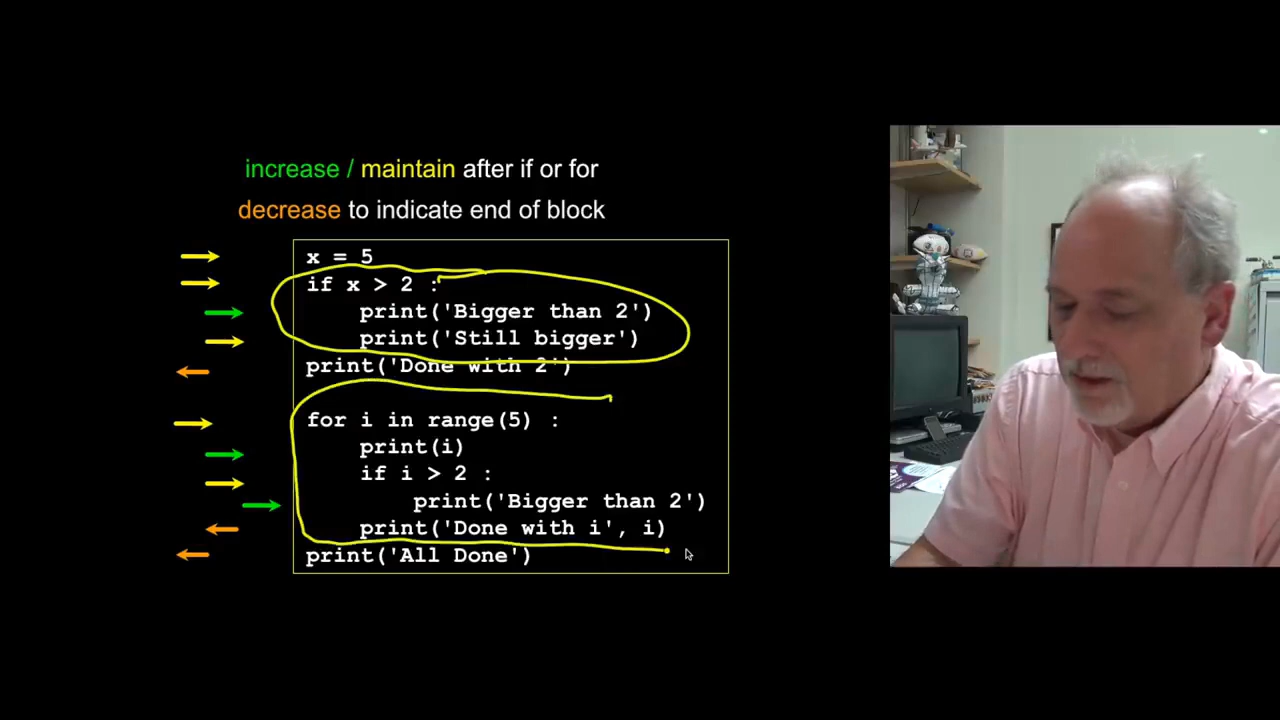 increase / maintain after if or for
decrease to indicate end of block
x = 5
if x > 2 :
    print('Bigger than 2')
    print('Still bigger')
print('Done with 2')
for i in range(5) :
    print(i)
    if i > 2 :
        print('Bigger than 2')
    print('Done with i', i)
print('All Done')